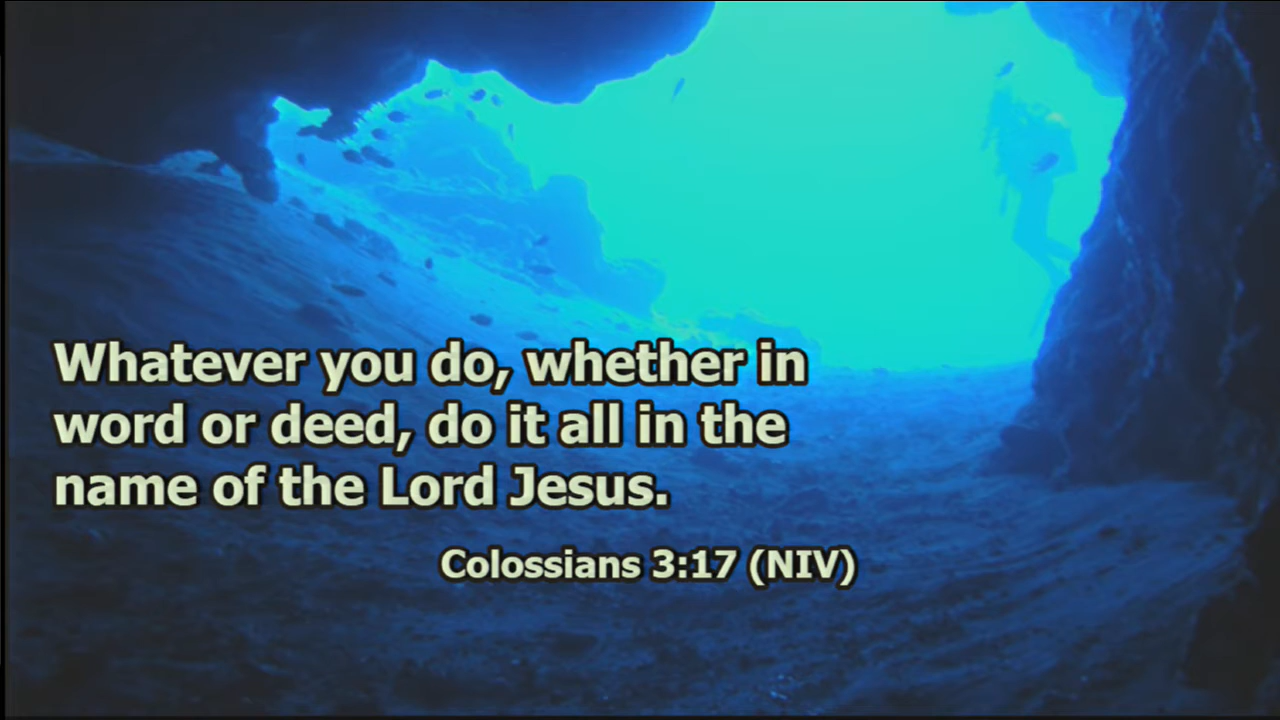 Whatever you do, whether in
word or deed, do it all in the
name of the Lord Jesus.
Colossians 3:17 (NIV)